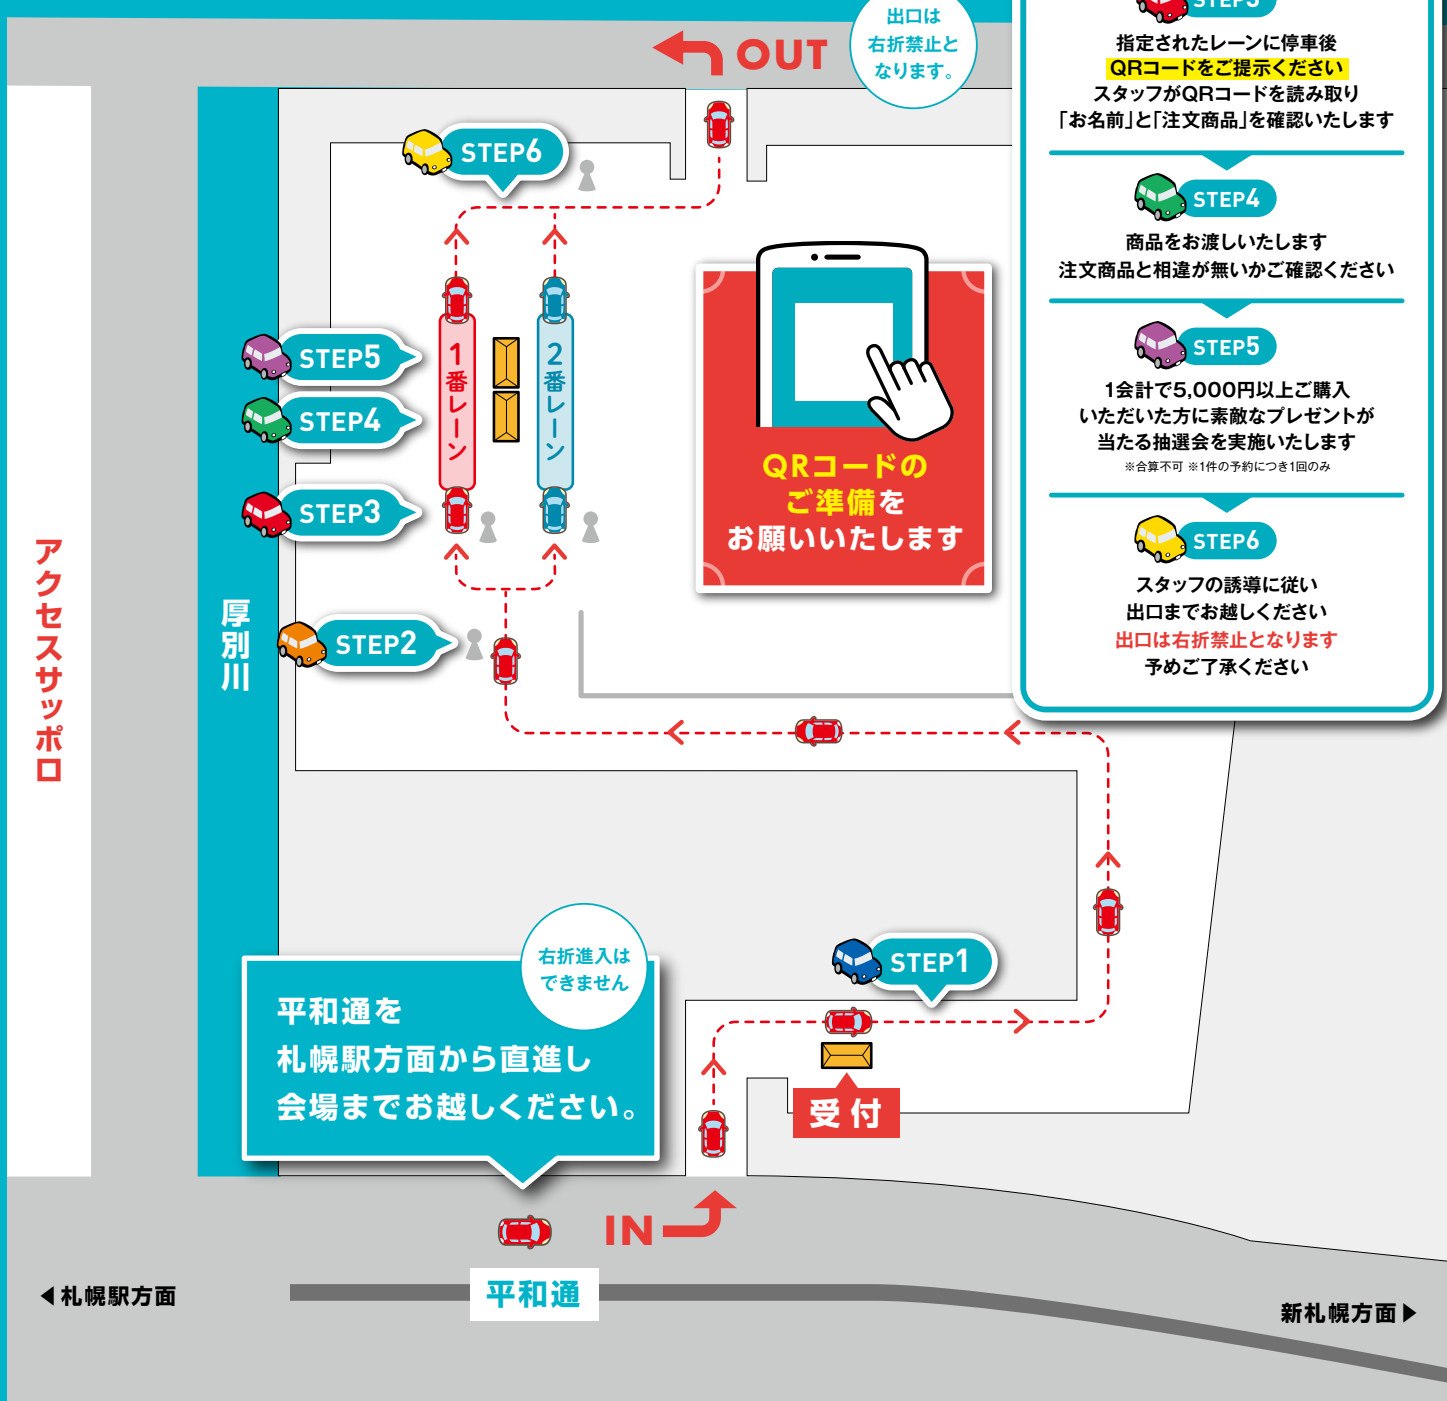 OUT
出口は
右折禁止と
なります。
STEP3
指定されたレーンに停車後
QRコードをご提示ください
スタッフがQRコードを読み取り
「お名前」と「注文商品」を確認いたします
STEP4
商品をお渡しいたします
注文商品と相違が無いかご確認ください
STEP5
1会計で5,000円以上ご購入
いただいた方に素敵なプレゼントが
当たる抽選会を実施いたします
※合算不可 ※1件の予約につき1回のみ
STEP6
スタッフの誘導に従い
出口までお越しください
出口は右折禁止となります
予めご了承ください
STEP6
STEP5
STEP4
STEP3
1番レーン
2番レーン
QRコードの
ご準備を
お願いいたします
STEP2
アクセスサッポロ
厚別川
右折進入は
できません
平和通を
札幌駅方面から直進し
会場までお越しください。
STEP1
受付
IN
平和通
◀札幌駅方面
新札幌方面▶